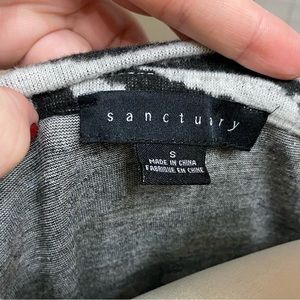 sanctuary
S
MADE IN CHINA
FABRIQUÉ EN CHINE